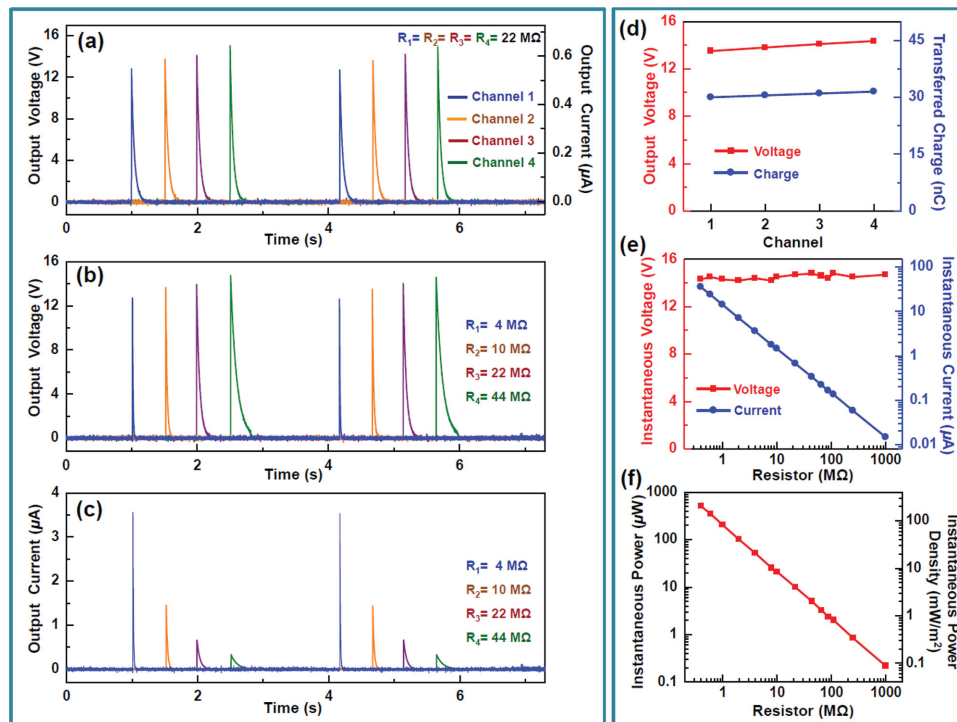 (a)
R1= R2= R3= R4= 22 MΩ
Output Voltage (V)
16
12
8
4
0
Output Current (μA)
0.6
0.4
0.2
0.0
Channel 1
Channel 2
Channel 3
Channel 4
0 2 4 6
Time (s)
(b)
Output Voltage (V)
16
12
8
4
0
R1= 4 MΩ
R2= 10 MΩ
R3= 22 MΩ
R4= 44 MΩ
0 2 4 6
Time (s)
(c)
Output Current (μA)
4
3
2
1
0
R1= 4 MΩ
R2= 10 MΩ
R3= 22 MΩ
R4= 44 MΩ
0 2 4 6
Time (s)
(d)
Output Voltage (V)
16
12
8
4
0
Transferred Charge (nC)
45
30
15
0
Voltage
Charge
1 2 3 4
Channel
(e)
Instantaneous Voltage (V)
16
12
8
4
0
Instantaneous Current (μA)
100
10
1
0.1
0.01
Voltage
Current
1 10 100 1000
Resistor (MΩ)
(f)
Instantaneous Power (μW)
1000
100
10
1
0.1
Instantaneous Power
Density (mW/m²)
100
10
1
0.1
1 10 100 1000
Resistor (MΩ)